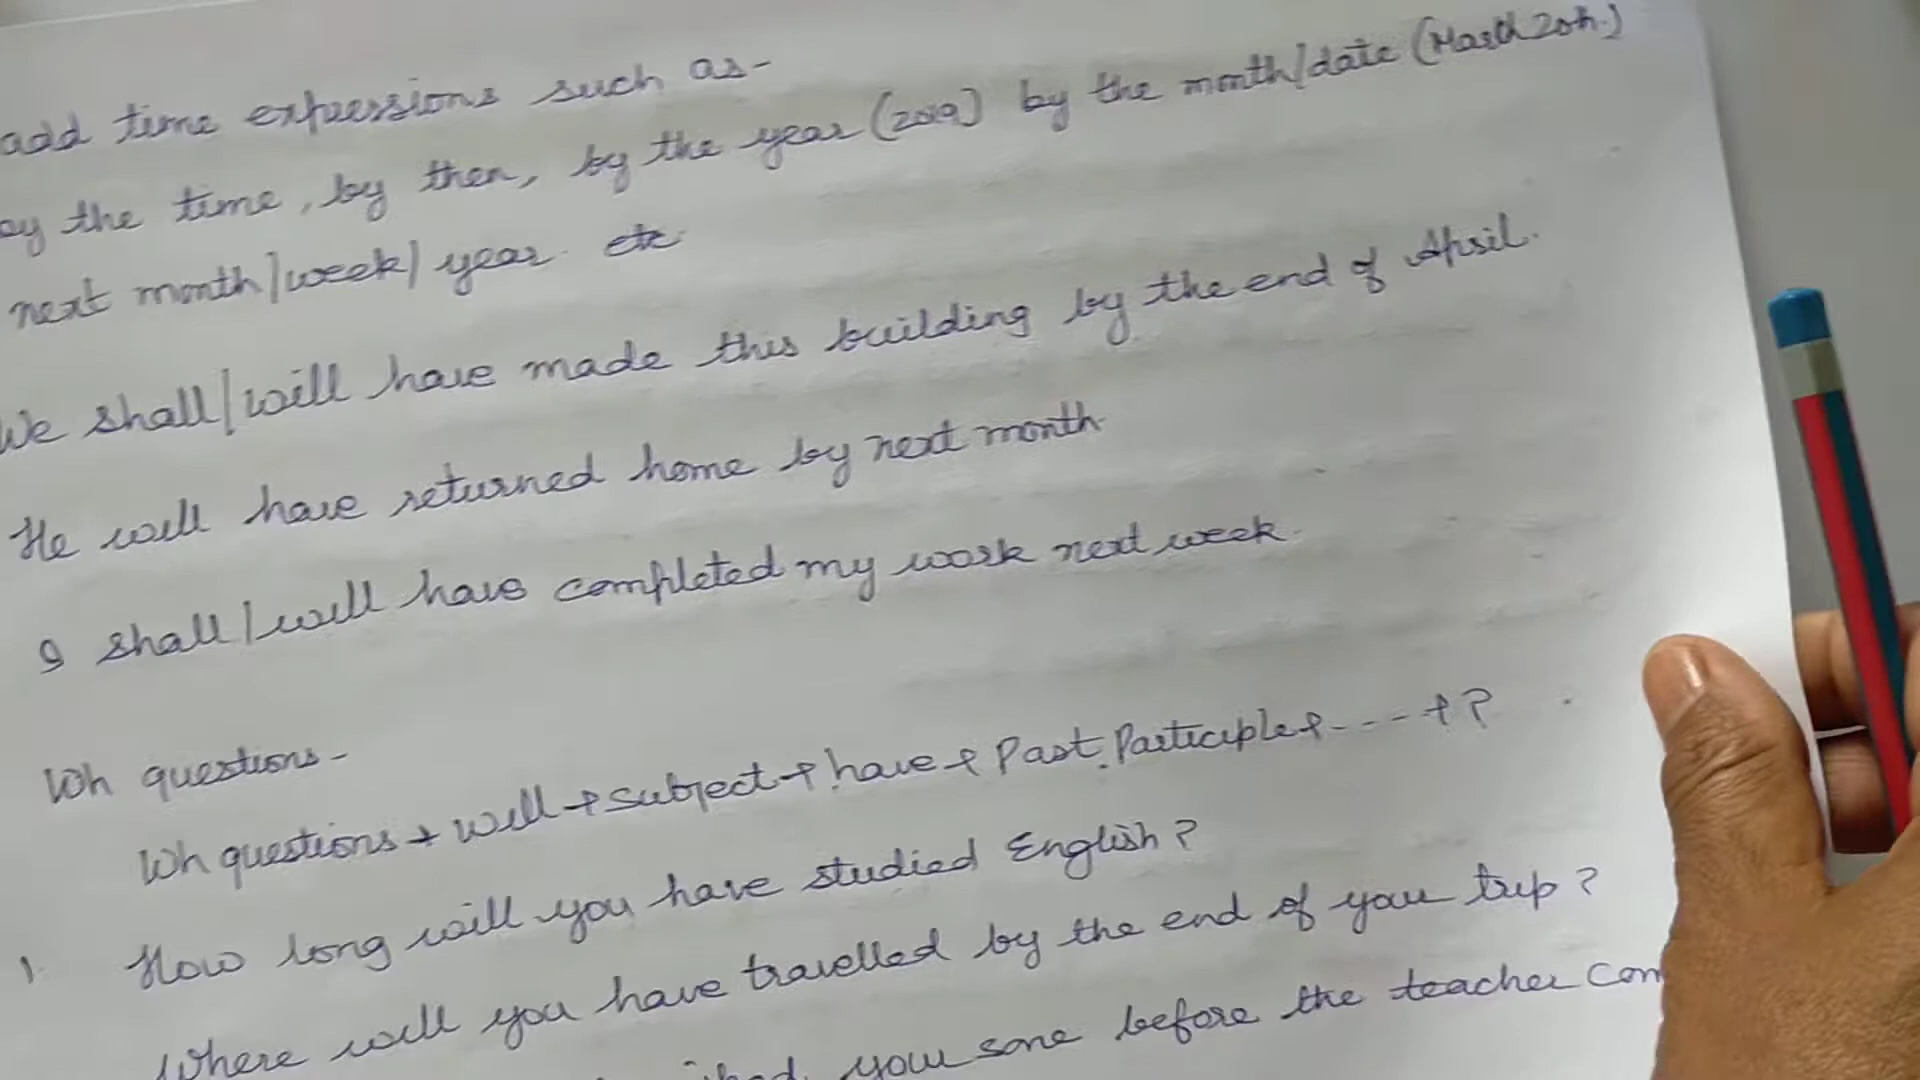 add time expressions such as-
by the time, by then, by the year (2019) by the month/date (March 20th.)
next month/week/year etc
We shall/will have made this building by the end of April.
He will have returned home by next month.
I shall/will have completed my work next week.
Wh questions-
Wh questions + will + subject + have + Past Participle + ---- + ?
1. How long will you have studied English?
Where will you have travelled by the end of your trip?
your sone before the teacher com